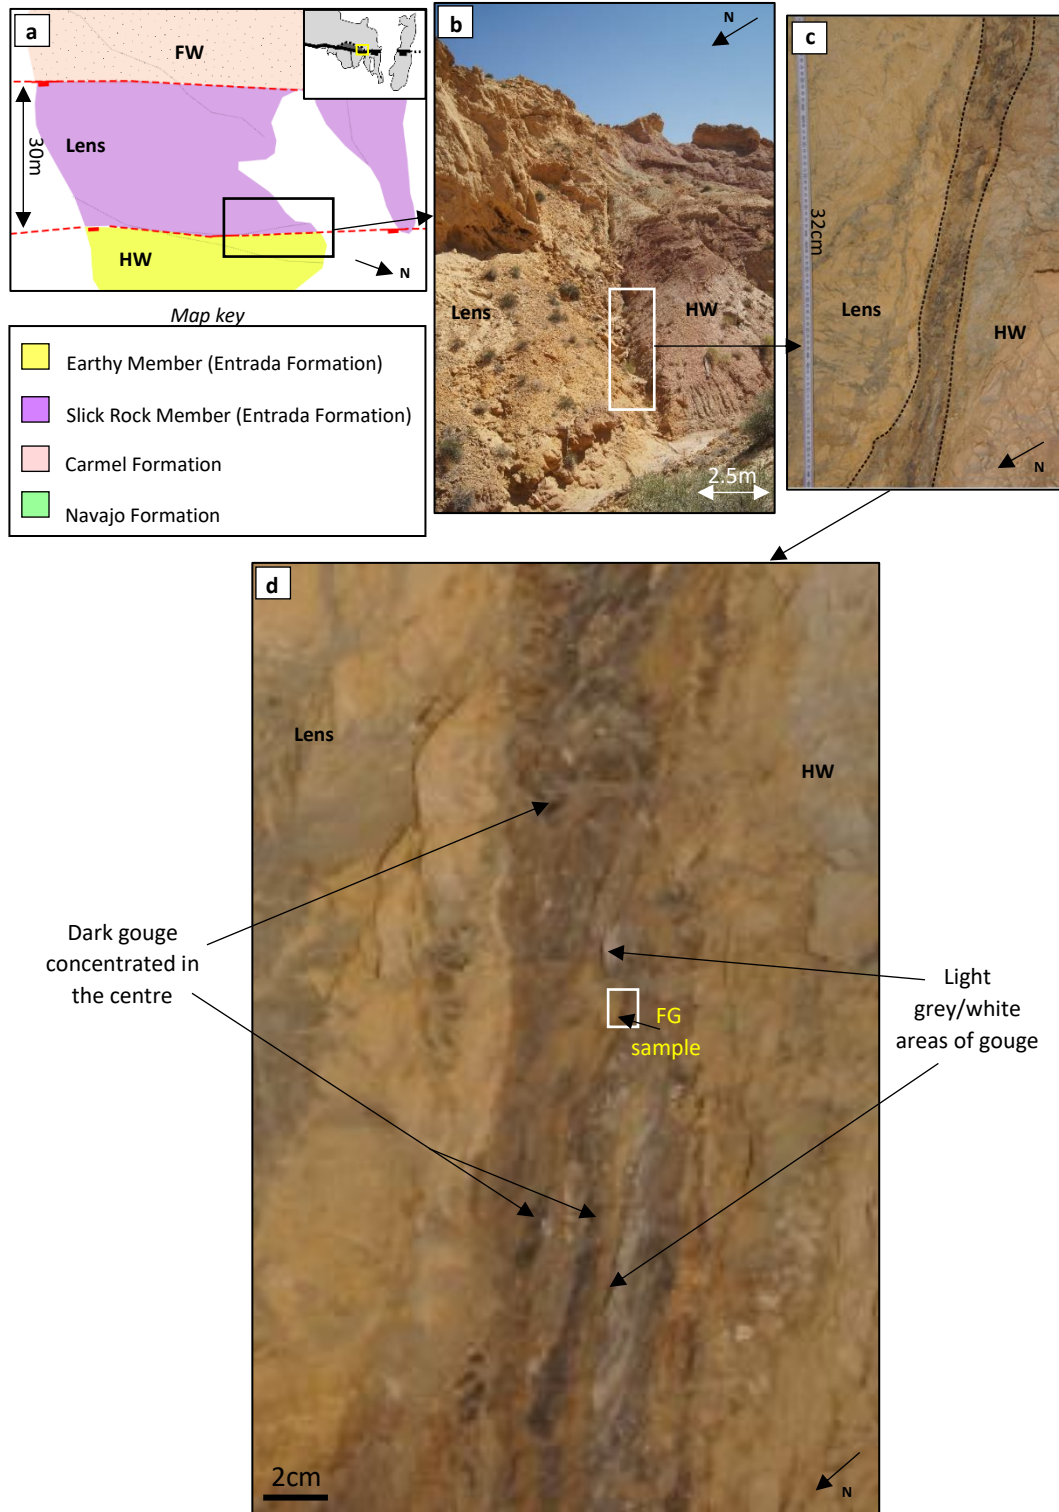 a
FW
Lens
30m
HW
N
Map key
Earthy Member (Entrada Formation)
Slick Rock Member (Entrada Formation)
Carmel Formation
Navajo Formation
b
N
Lens
HW
2.5m
c
32cm
Lens
HW
N
d
Lens
HW
Dark gouge
concentrated in
the centre
Light
grey/white
areas of gouge
FG
sample
2cm
N